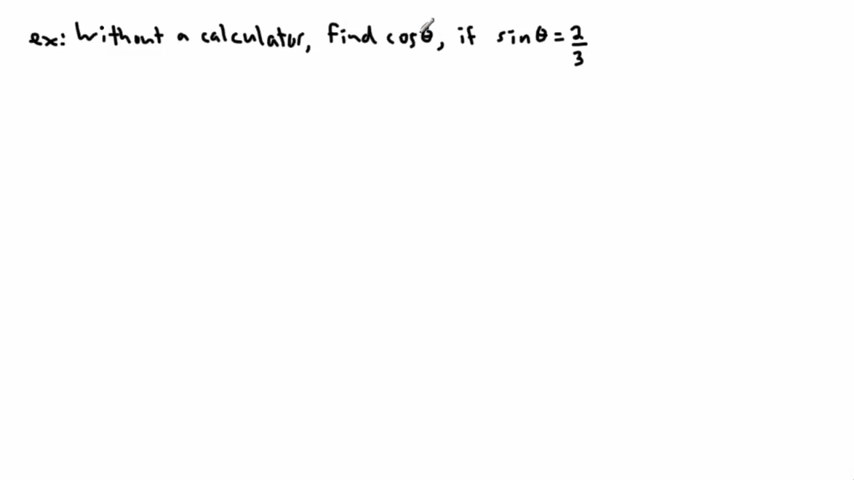 ex: Without a calculator, find cosθ, if sinθ = 2/3